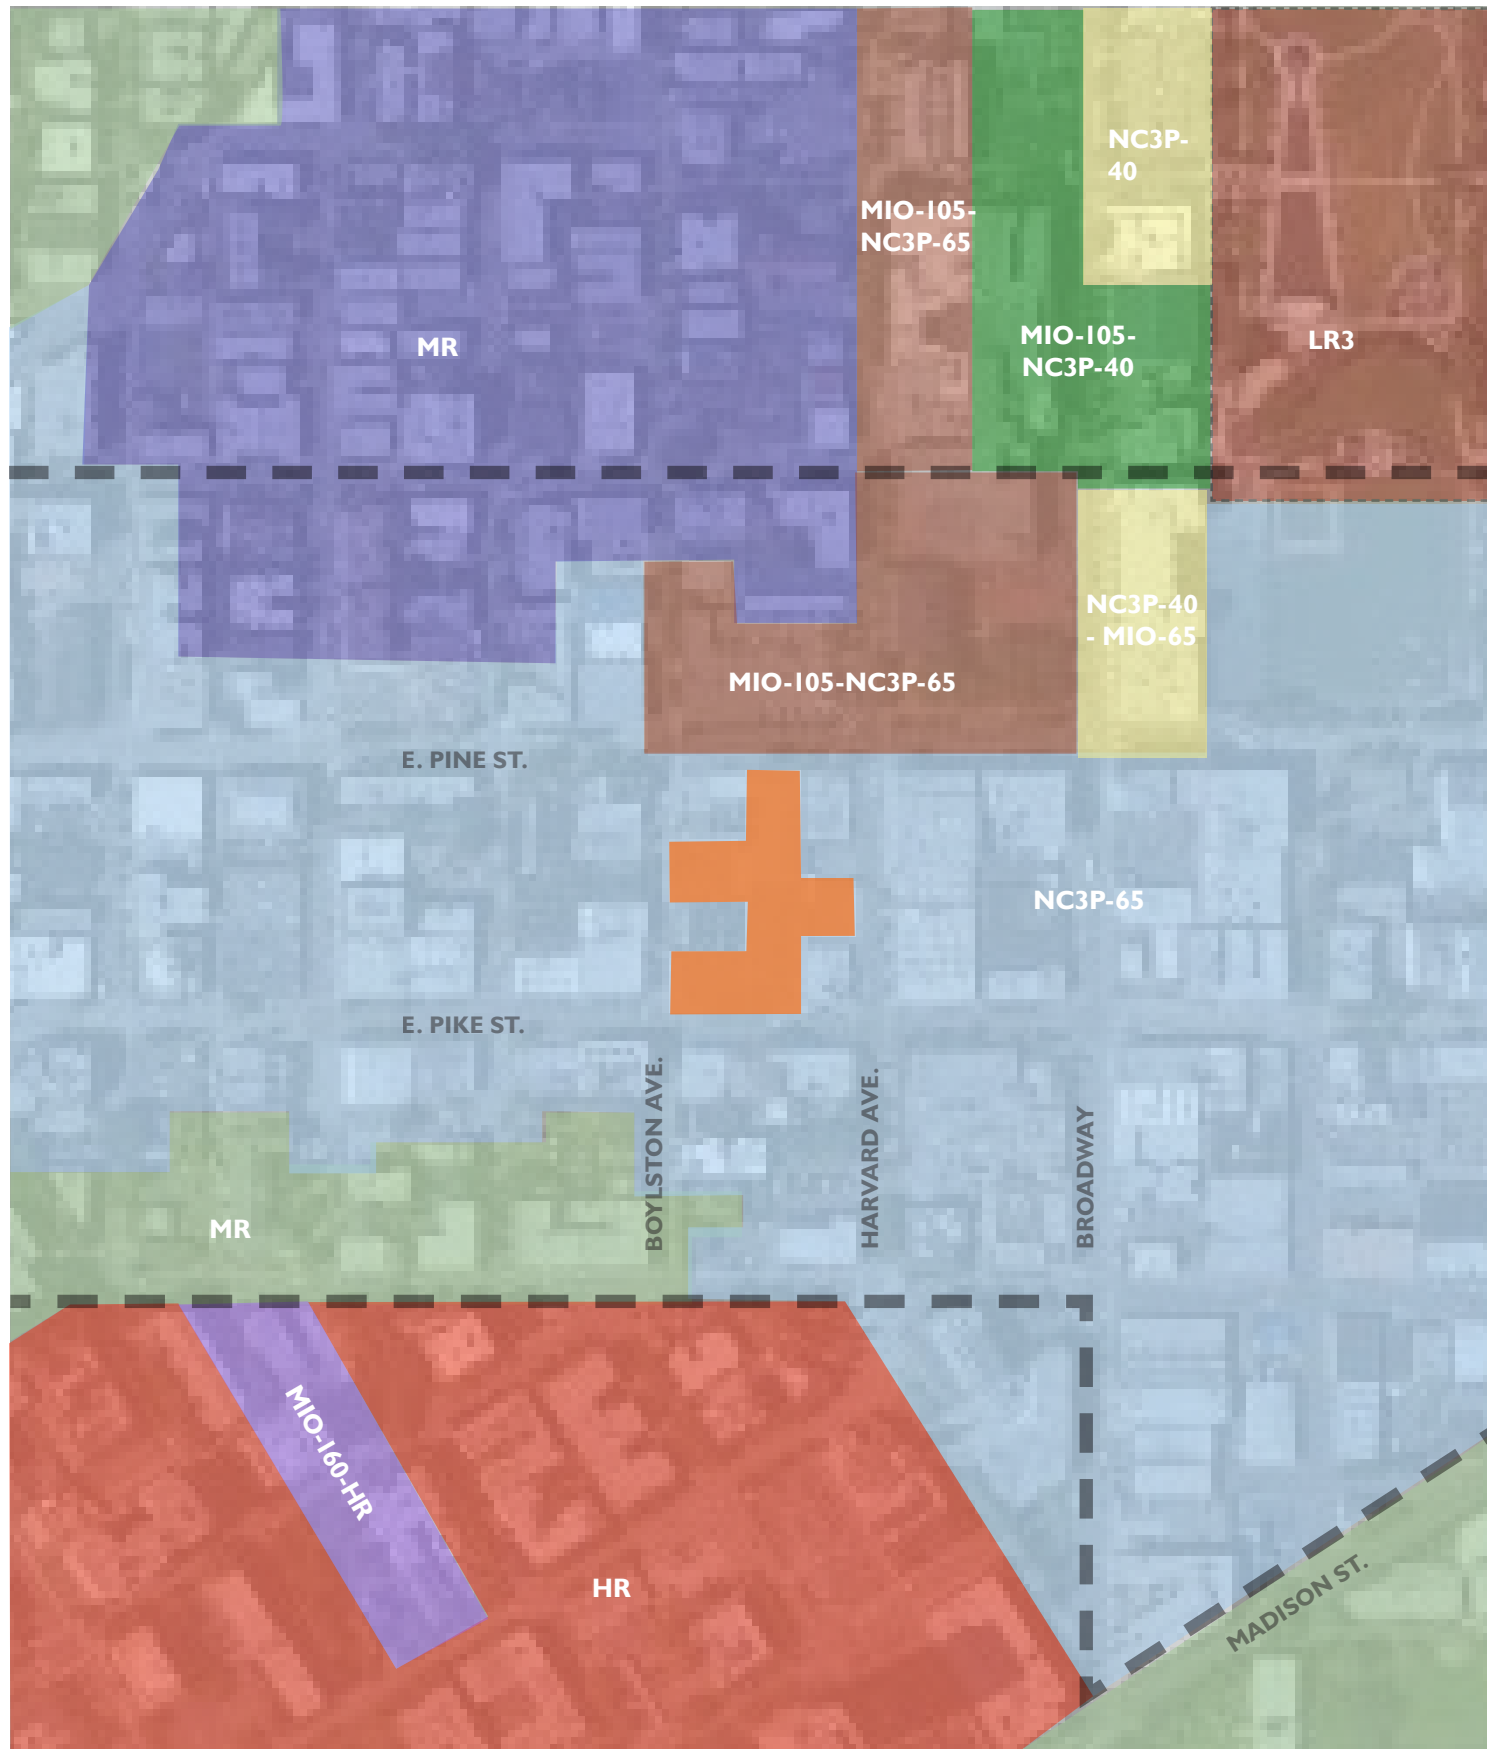 NC3P-
40
MIO-105-
NC3P-65
MR
MIO-105-
NC3P-40
LR3
NC3P-40
- MIO-65
MIO-105-NC3P-65
E. PINE ST.
NC3P-65
E. PIKE ST.
BOYLSTON AVE.
HARVARD AVE.
BROADWAY
MR
MIO-160-HR
HR
MADISON ST.